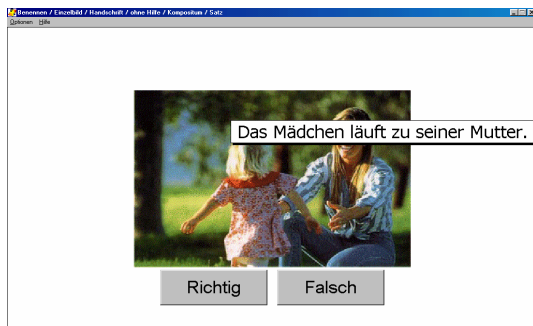 Benennen / Einzelbild / Handschrift / ohne Hilfe / Kompositum / Satz
Optionen Hilfe
Das Mädchen läuft zu seiner Mutter.
Richtig Falsch